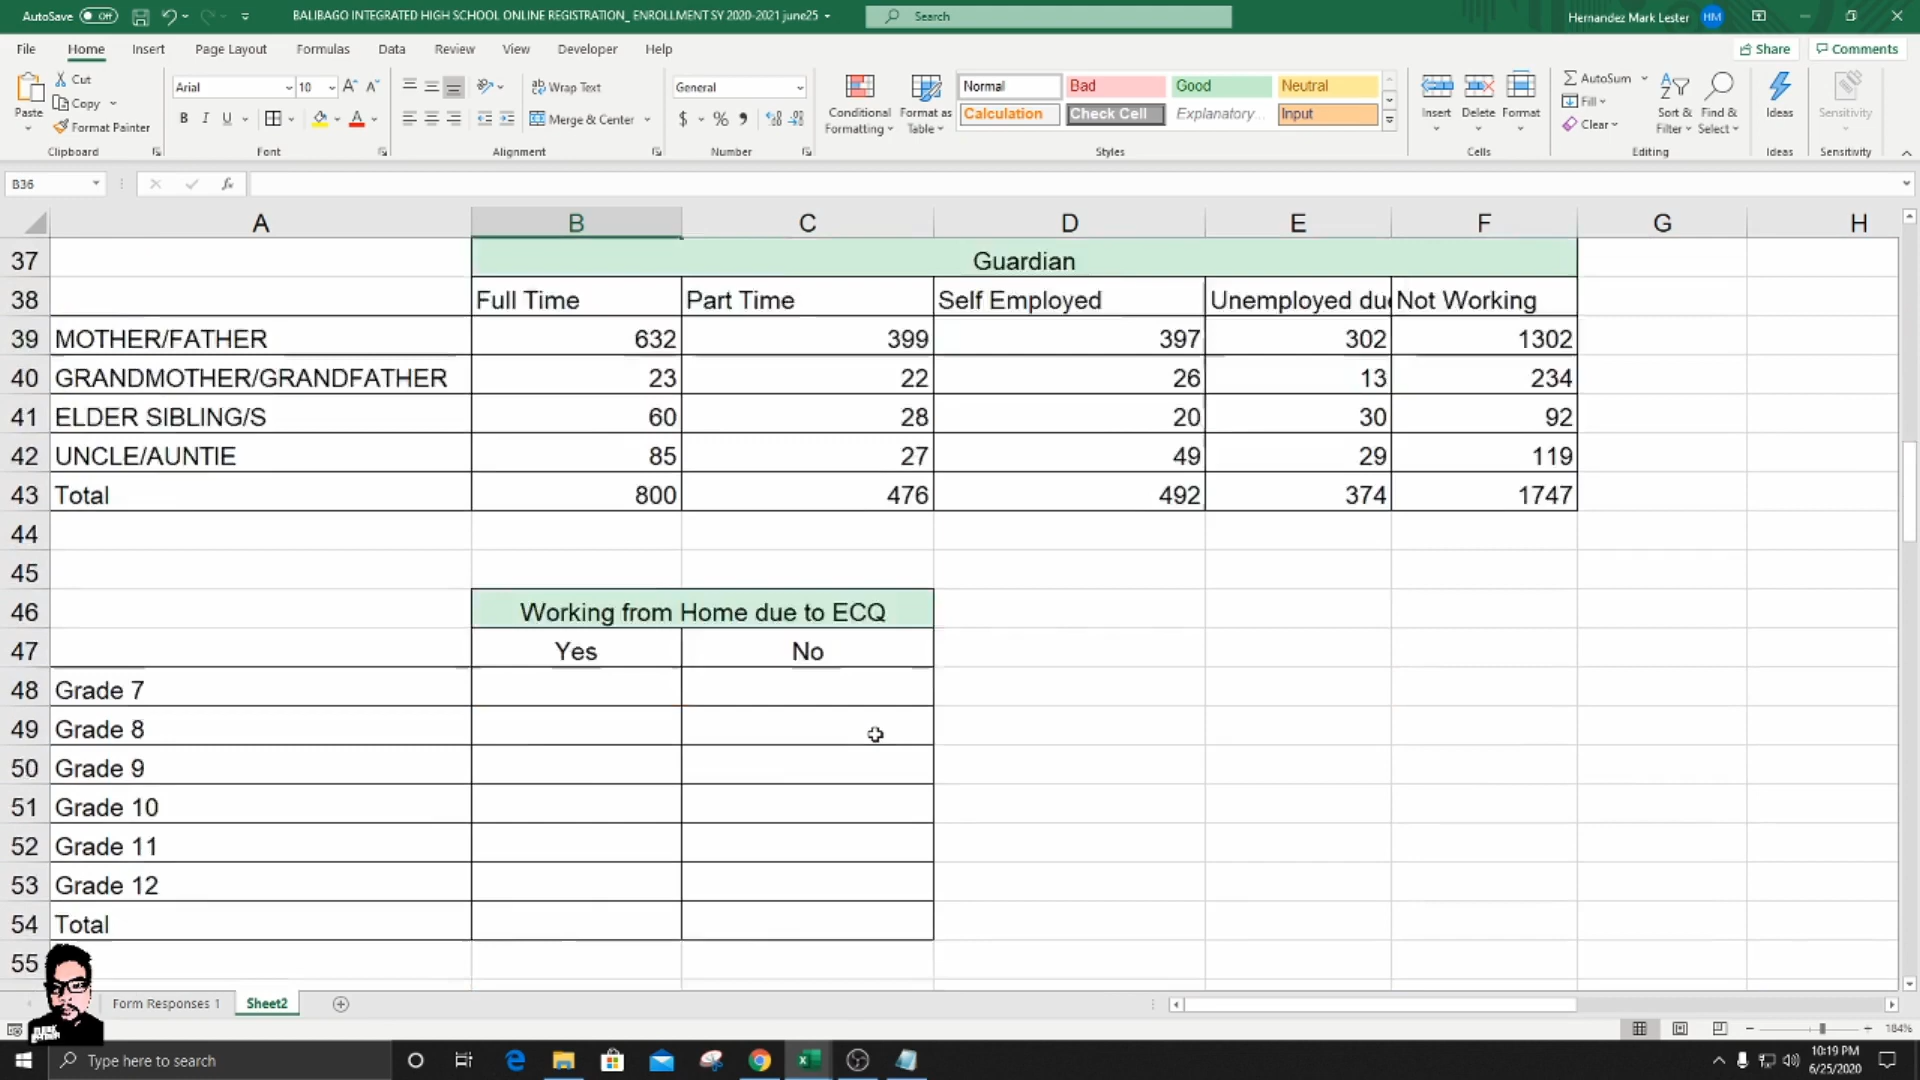 AutoSave Off BALIBAGO INTEGRATED HIGH SCHOOL ONLINE REGISTRATION_ ENROLLMENT SY 2020-2021 june25 Search Hernandez Mark Lester HM
File Home Insert Page Layout Formulas Data Review View Developer Help Share Comments
Paste Cut Copy Format Painter
Arial 10
B I U
Wrap Text
Merge & Center
General
$ % 9
Conditional Formatting Format as Table
Normal Bad Good Neutral
Calculation Check Cell Explanatory... Input
Insert Delete Format
AutoSum Fill Clear
Sort & Filter Find & Select
Ideas
Sensitivity
Clipboard Font Alignment Number Styles Cells Editing Ideas Sensitivity
B36 fx
A B C D E F G H
37 Guardian
38 Full Time Part Time Self Employed Unemployed du Not Working
39 MOTHER/FATHER 632 399 397 302 1302
40 GRANDMOTHER/GRANDFATHER 23 22 26 13 234
41 ELDER SIBLING/S 60 28 20 30 92
42 UNCLE/AUNTIE 85 27 49 29 119
43 Total 800 476 492 374 1747
44
45
46 Working from Home due to ECQ
47 Yes No
48 Grade 7
49 Grade 8
50 Grade 9
51 Grade 10
52 Grade 11
53 Grade 12
54 Total
55
Form Responses 1 Sheet2
184%
Type here to search
10:19 PM
6/25/2020